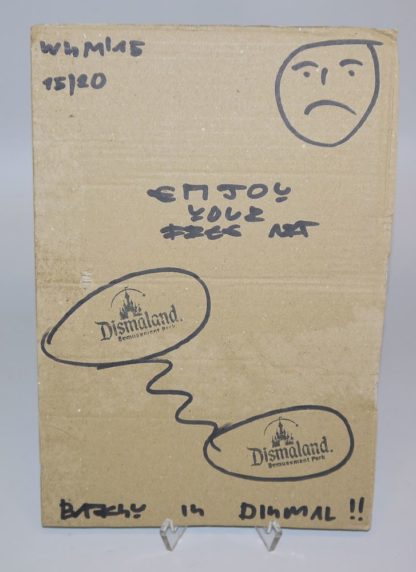 WSM/15
15/20
ENJOY
YOUR
FREE ART
Dismaland.
Bemusement Park
Dismaland.
Bemusement Park
in DISMAL !!